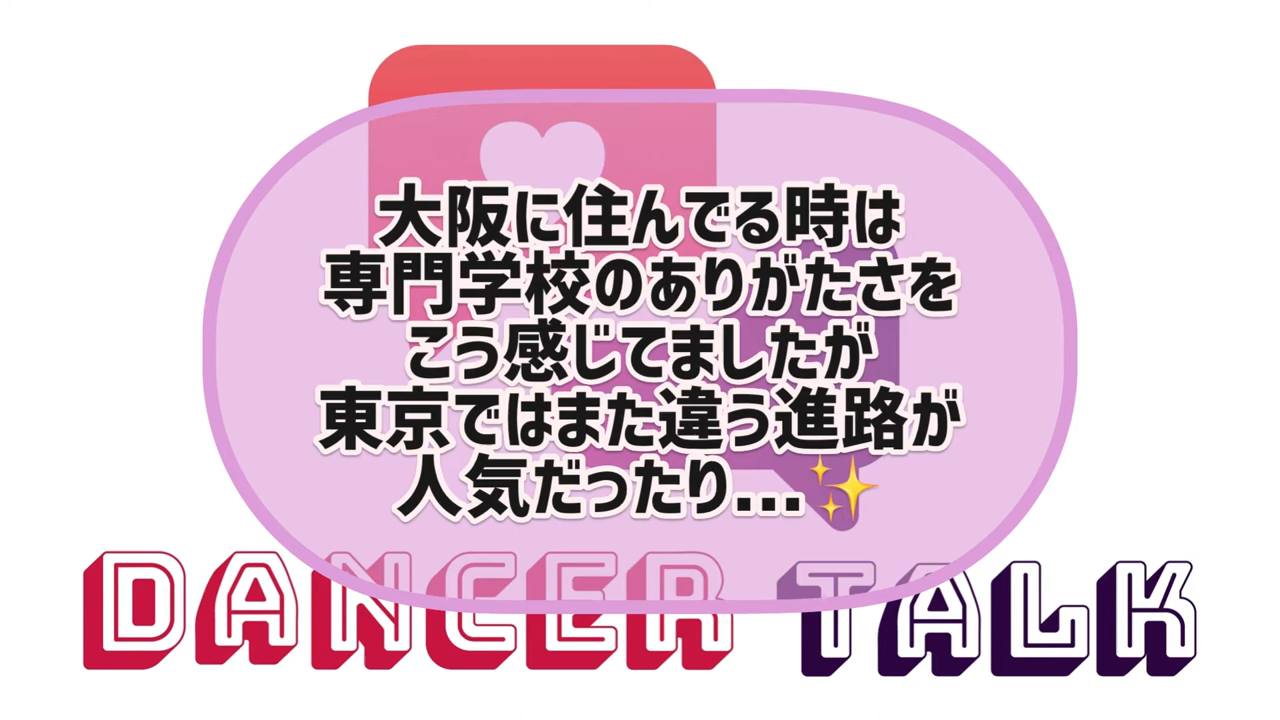 大阪に住んでる時は
専門学校のありがたさを
こう感じてましたが
東京ではまた違う進路が
人気だったり...✨
DANCER TALK